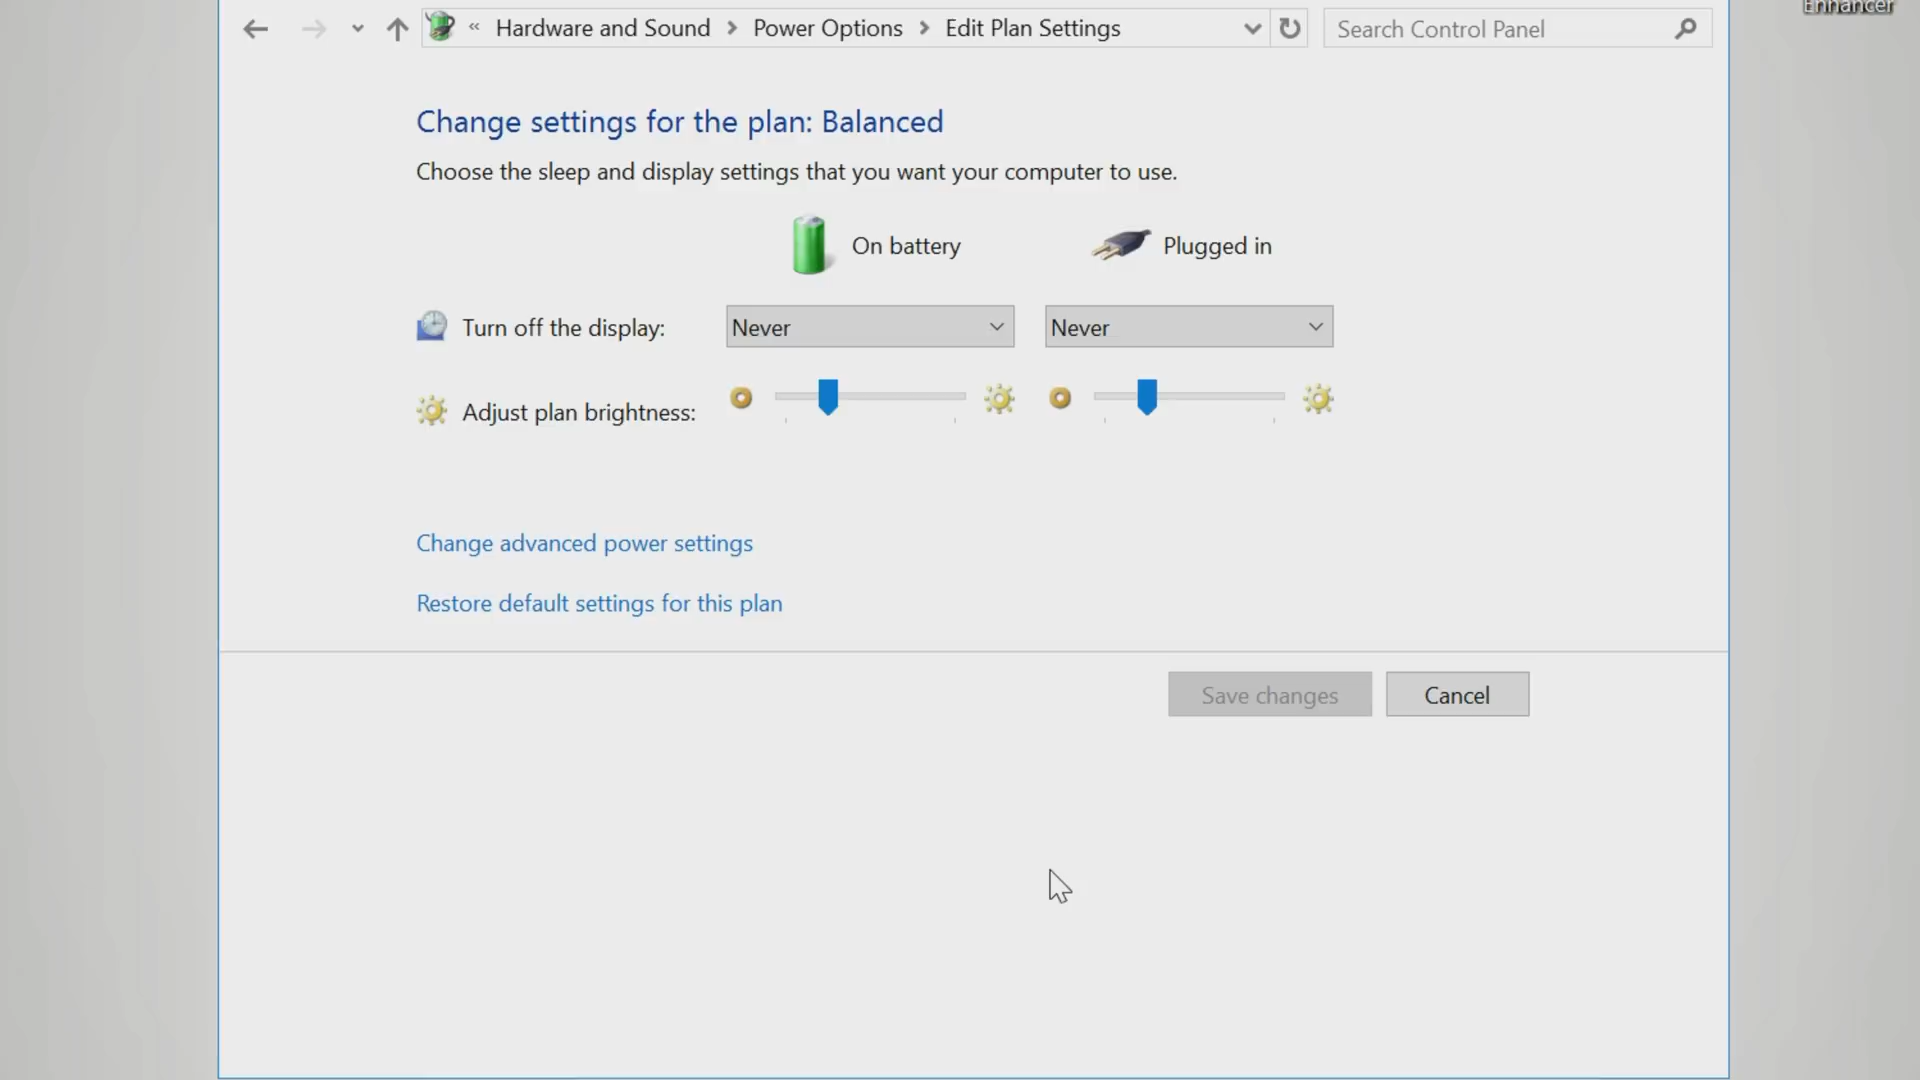 Enhancer
« Hardware and Sound > Power Options > Edit Plan Settings
Search Control Panel
Change settings for the plan: Balanced
Choose the sleep and display settings that you want your computer to use.
On battery
Plugged in
Turn off the display:
Never
Never
Adjust plan brightness:
Change advanced power settings
Restore default settings for this plan
Save changes
Cancel